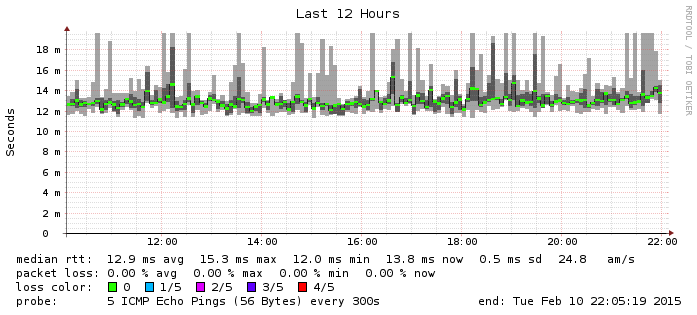 Last 12 Hours
RRDTOOL / TOBI OETIKER
Seconds
18 m
16 m
14 m
12 m
10 m
8 m
6 m
4 m
2 m
0
12:00 14:00 16:00 18:00 20:00 22:00
median rtt: 12.9 ms avg 15.3 ms max 12.0 ms min 13.8 ms now 0.5 ms sd 24.8 am/s
packet loss: 0.00 % avg 0.00 % max 0.00 % min 0.00 % now
loss color: 0 1/5 2/5 3/5 4/5
probe: 5 ICMP Echo Pings (56 Bytes) every 300s end: Tue Feb 10 22:05:19 2015